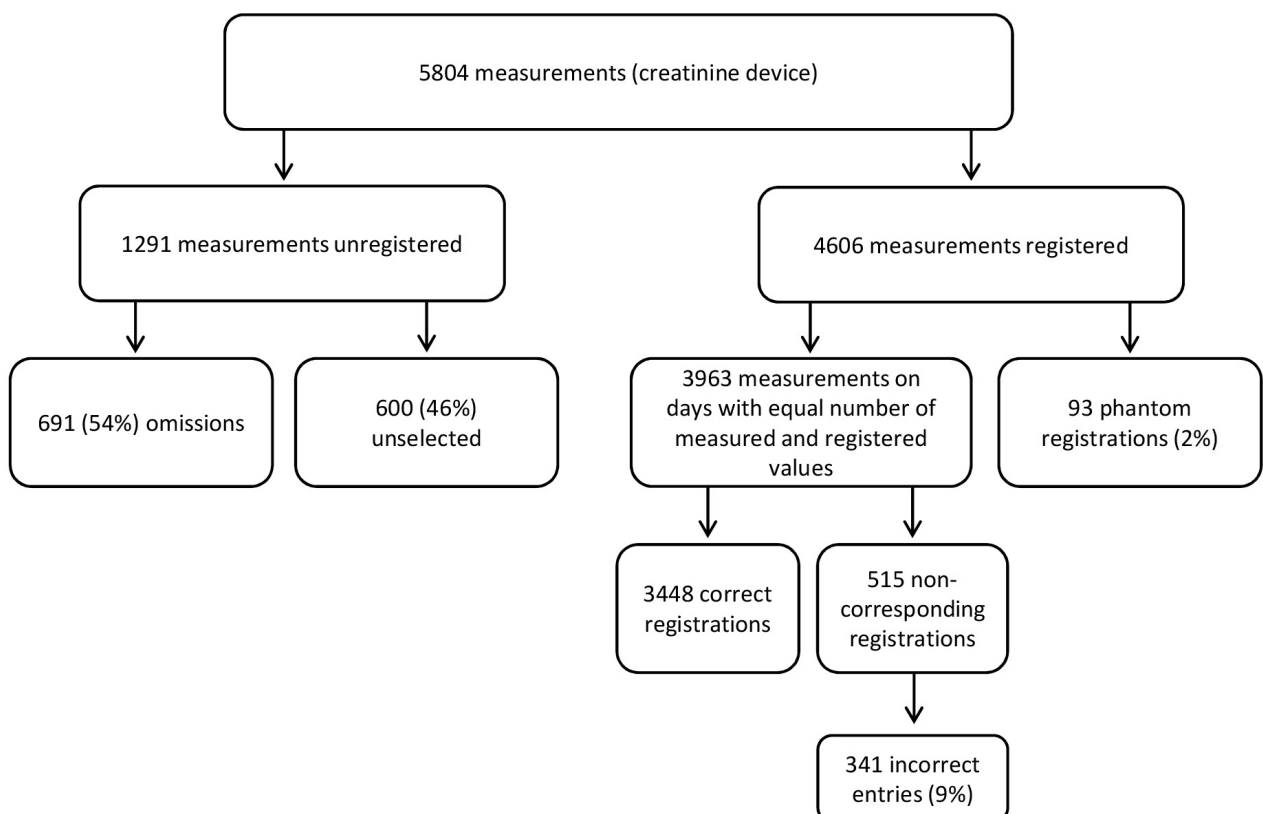 5804 measurements (creatinine device)
1291 measurements unregistered
4606 measurements registered
691 (54%) omissions
600 (46%)
unselected
3963 measurements on
days with equal number of
measured and registered
values
93 phantom
registrations (2%)
3448 correct
registrations
515 non-
corresponding
registrations
341 incorrect
entries (9%)